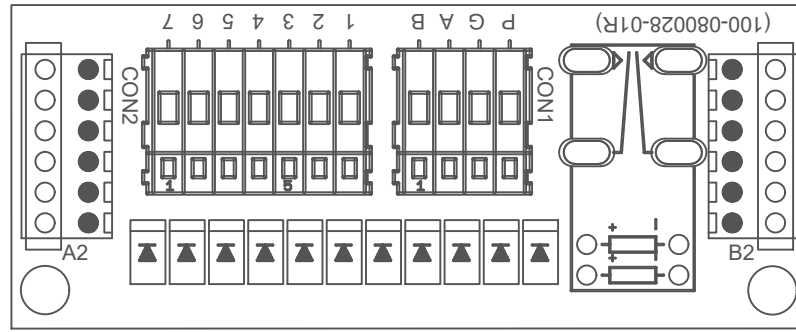 7 6 5 4 3 2 1
B A G P
(100-080028-01R)
CON2
CON1
1 5
1
A2
B2
+ −
+